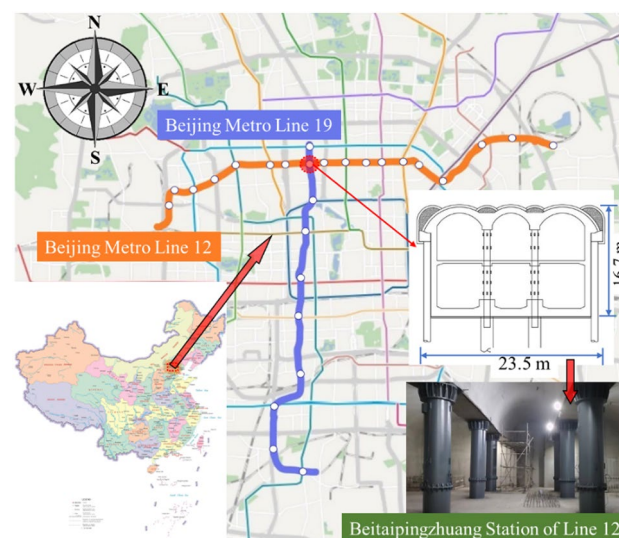 N
W
E
S
Beijing Metro Line 19
Beijing Metro Line 12
16.7 m
23.5 m
Beitaipingzhuang Station of Line 12